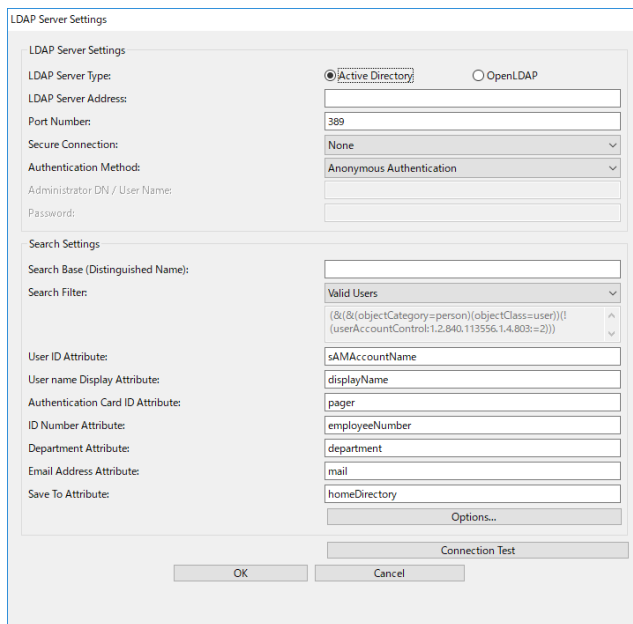 LDAP Server Settings
LDAP Server Settings
LDAP Server Type: Active Directory OpenLDAP
LDAP Server Address:
Port Number: 389
Secure Connection: None
Authentication Method: Anonymous Authentication
Administrator DN / User Name:
Password:
Search Settings
Search Base (Distinguished Name):
Search Filter: Valid Users
(&(&(objectCategory=person)(objectClass=user))(!
(userAccountControl:1.2.840.113556.1.4.803:=2)))
User ID Attribute: sAMAccountName
User name Display Attribute: displayName
Authentication Card ID Attribute: pager
ID Number Attribute: employeeNumber
Department Attribute: department
Email Address Attribute: mail
Save To Attribute: homeDirectory
Options...
Connection Test
OK Cancel